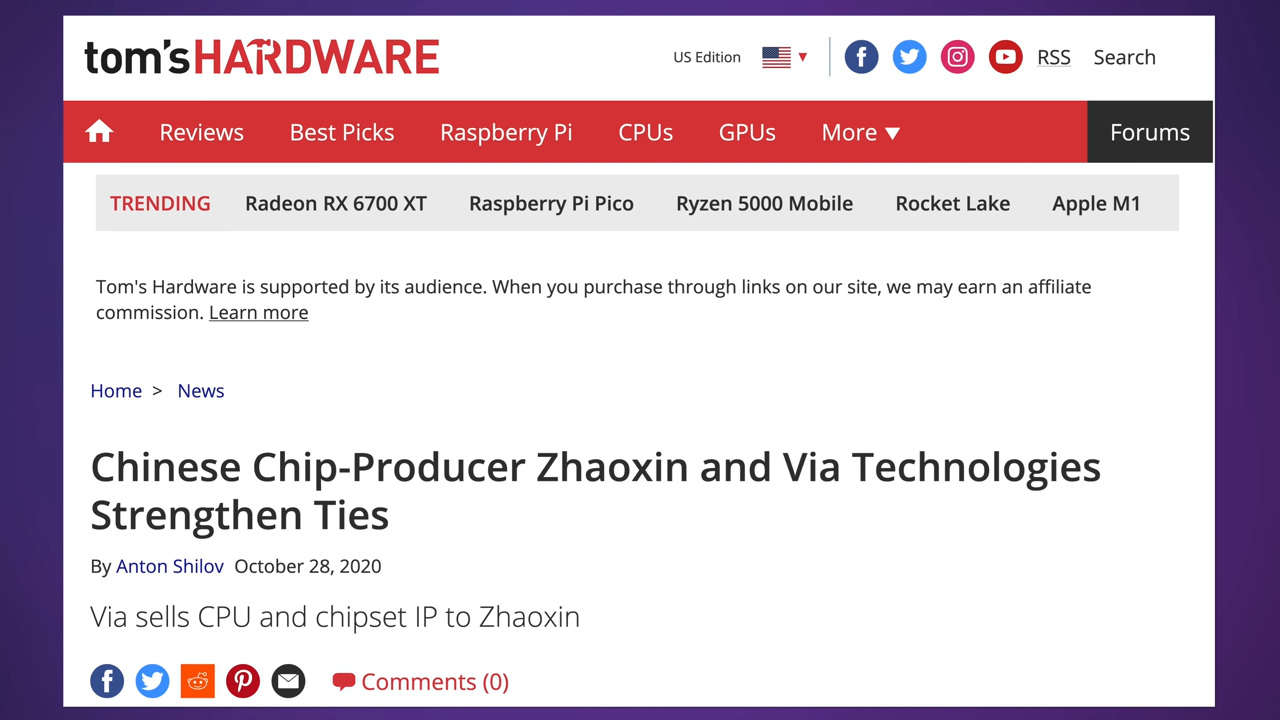 tom'sHARDWARE
US Edition
RSS
Search
Reviews
Best Picks
Raspberry Pi
CPUs
GPUs
More
Forums
TRENDING
Radeon RX 6700 XT
Raspberry Pi Pico
Ryzen 5000 Mobile
Rocket Lake
Apple M1
Tom's Hardware is supported by its audience. When you purchase through links on our site, we may earn an affiliate
commission. Learn more
Home > News
Chinese Chip-Producer Zhaoxin and Via Technologies
Strengthen Ties
By Anton Shilov October 28, 2020
Via sells CPU and chipset IP to Zhaoxin
Comments (0)